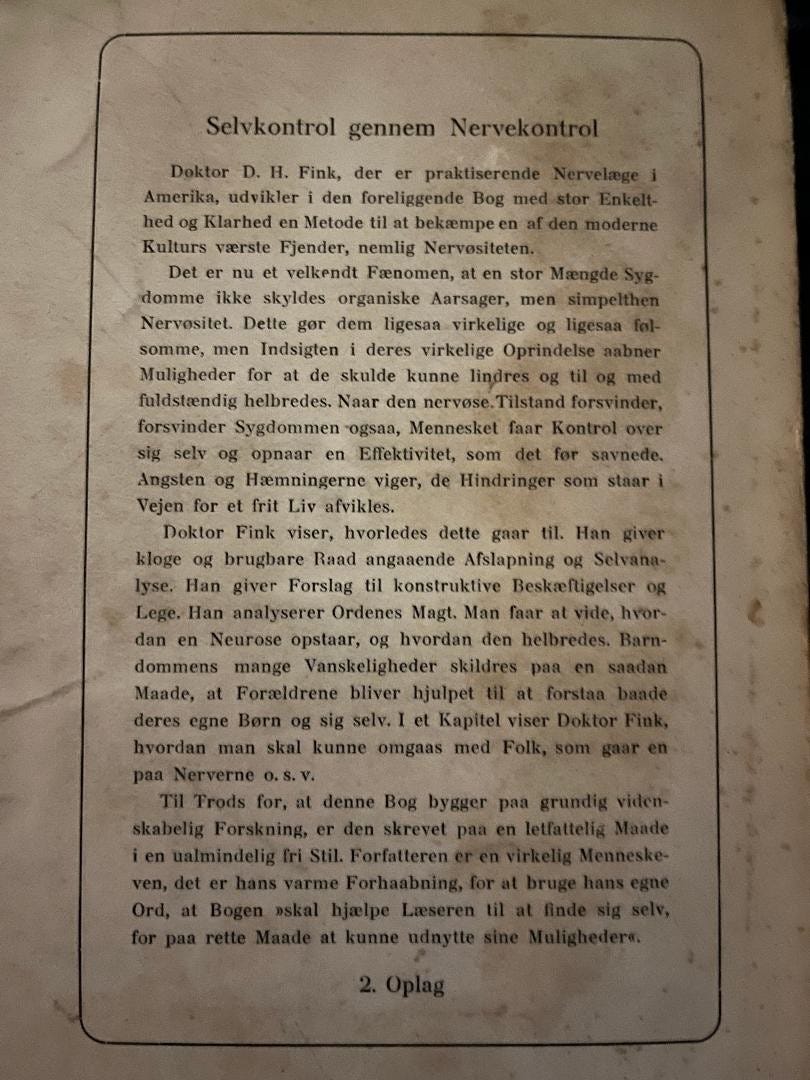 Selvkontrol gennem Nervekontrol
Doktor D. H. Fink, der er praktiserende Nervelæge i
Amerika, udvikler i den foreliggende Bog med stor Enkelt-
hed og Klarhed en Metode til at bekæmpe en af den moderne
Kulturs værste Fjender, nemlig Nervøsiteten.
Det er nu et velkendt Fænomen, at en stor Mængde Syg-
domme ikke skyldes organiske Aarsager, men simpelthen
Nervøsitet. Dette gør dem ligesaa virkelige og ligesaa føl-
somme, men Indsigten i deres virkelige Oprindelse aabner
Muligheder for at de skulde kunne lindres og til og med
fuldstændig helbredes. Naar den nervøse Tilstand forsvinder,
forsvinder Sygdommen ogsaa, Mennesket faar Kontrol over
sig selv og opnaar en Effektivitet, som det før savnede.
Angsten og Hæmningerne viger, de Hindringer som staar i
Vejen for et frit Liv afvikles.
Doktor Fink viser, hvorledes dette gaar til. Han giver
kloge og brugbare Raad angaaende Afslapning og Selvana-
lyse. Han giver Forslag til konstruktive Beskæftigelser og
Lege. Han analyserer Ordenes Magt. Man faar at vide, hvor-
dan en Neurose opstaar, og hvordan den helbredes. Barn-
dommens mange Vanskeligheder skildres paa en saadan
Maade, at Forældrene bliver hjulpet til at forstaa baade
deres egne Børn og sig selv. I et Kapitel viser Doktor Fink,
hvordan man skal kunne omgaas med Folk, som gaar en
paa Nerverne o. s. v.
Til Trods for, at denne Bog bygger paa grundig viden-
skabelig Forskning, er den skrevet paa en letfattelig Maade
i en ualmindelig fri Stil. Forfatteren er en virkelig Menneske-
ven, det er hans varme Forhaabning, for at bruge hans egne
Ord, at Bogen »skal hjælpe Læseren til at finde sig selv,
for paa rette Maade at kunne udnytte sine Muligheder«.
2. Oplag